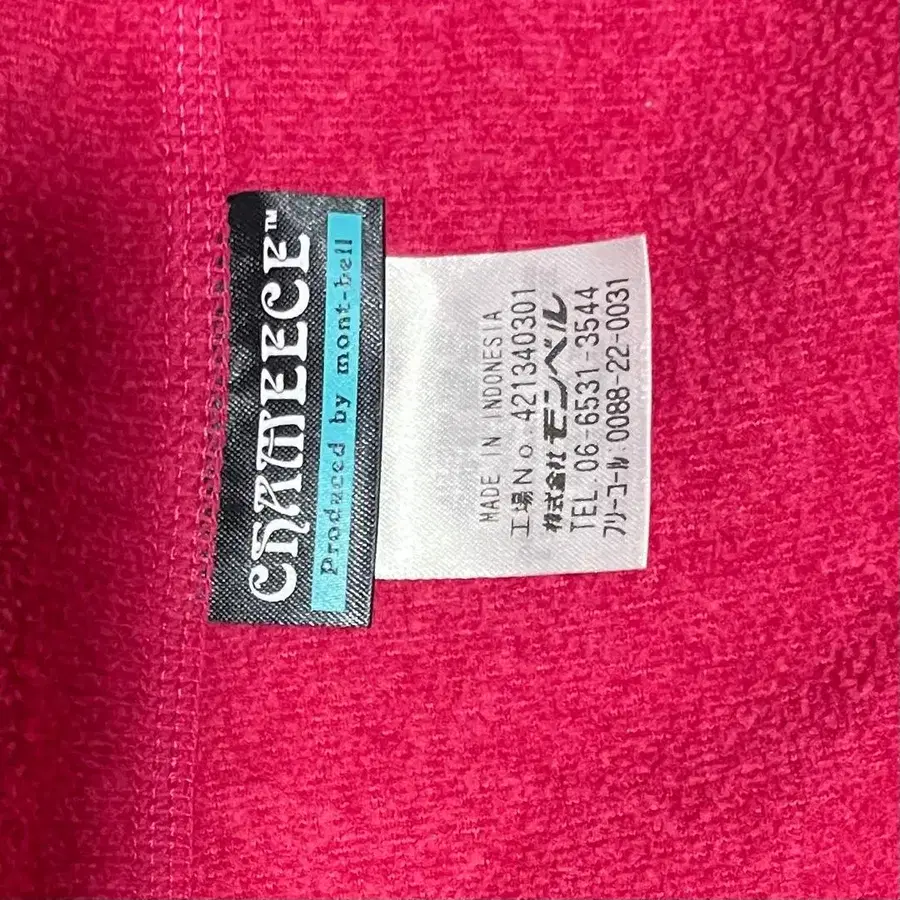 CHAMEECE™
Produced by mont-bell
MADE IN INDONESIA
工場No. 421340301
株式会社モンベル
TEL.06-6531-3544
フリーコール:0088-22-0031